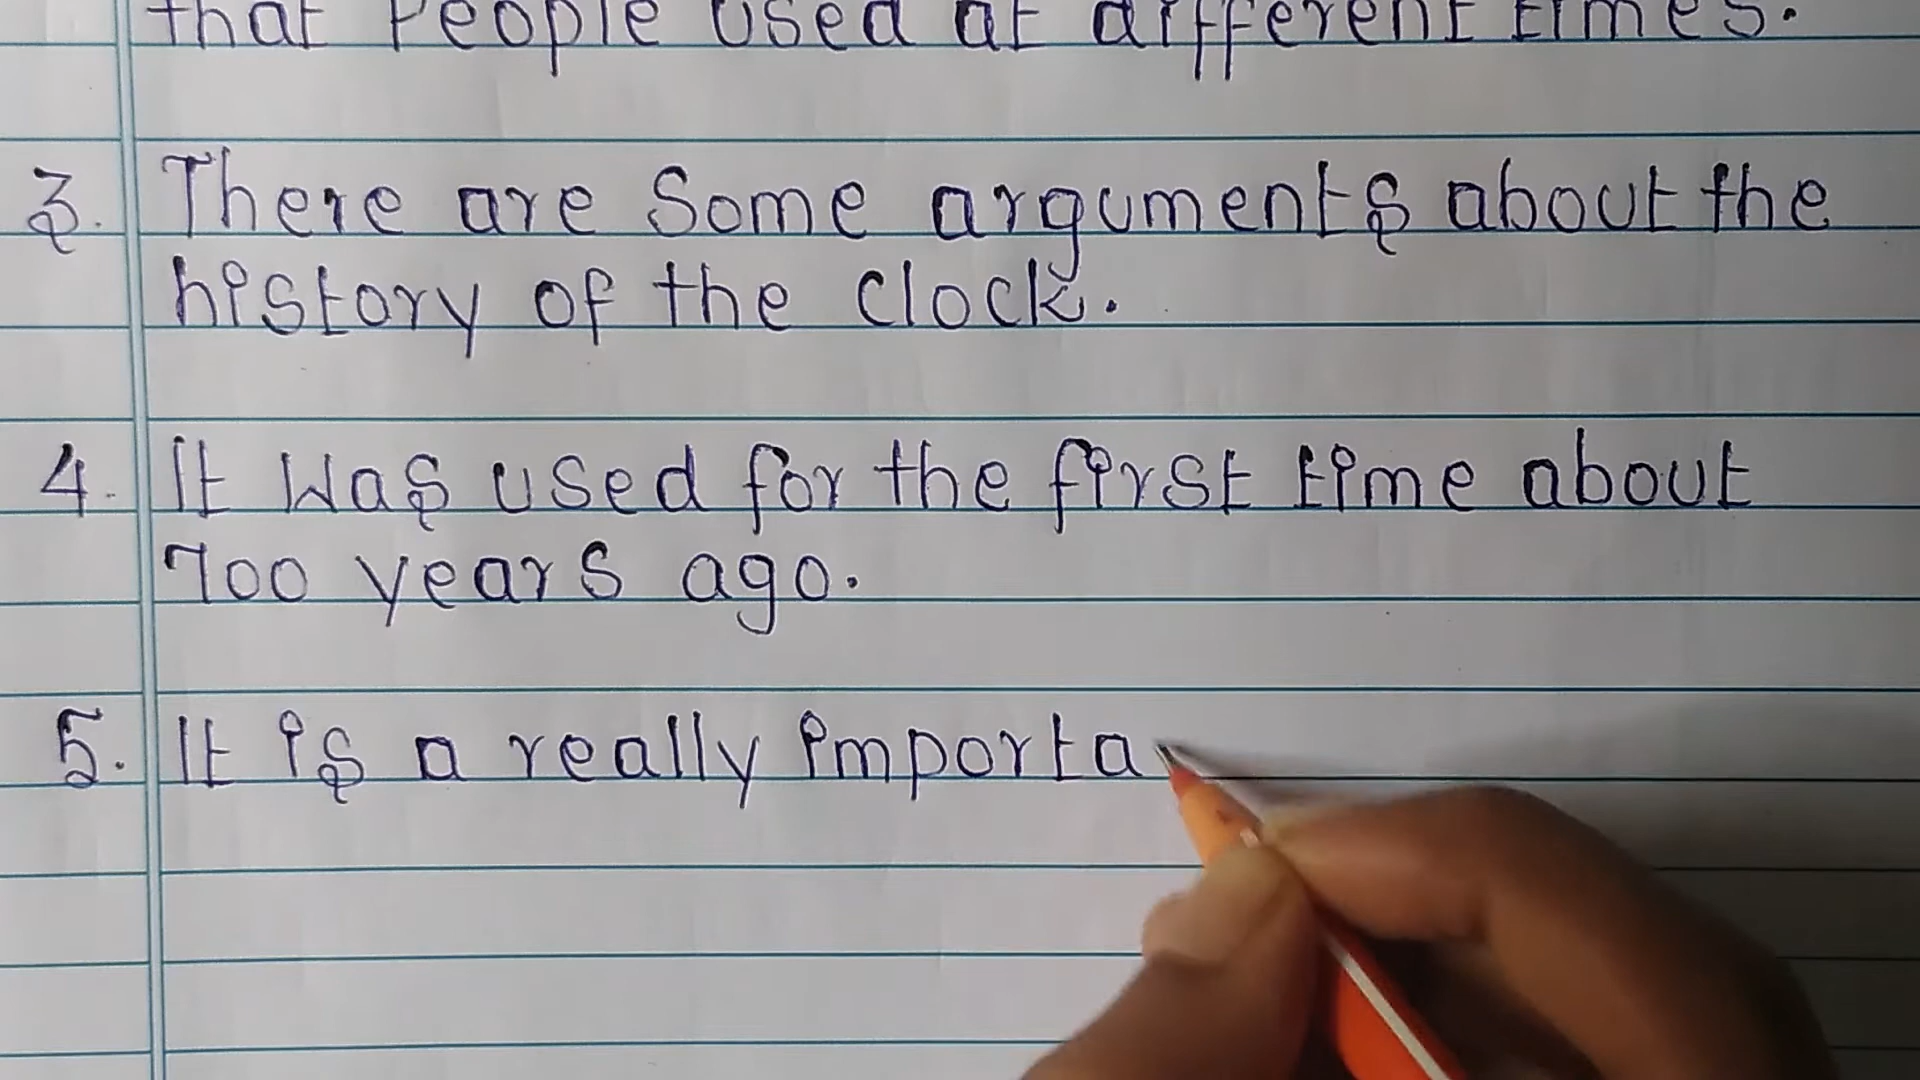 that People used at different times.
3. There are Some arguments about the
history of the clock.
4. It Was used for the first time about
700 years ago.
5. It is a really importa